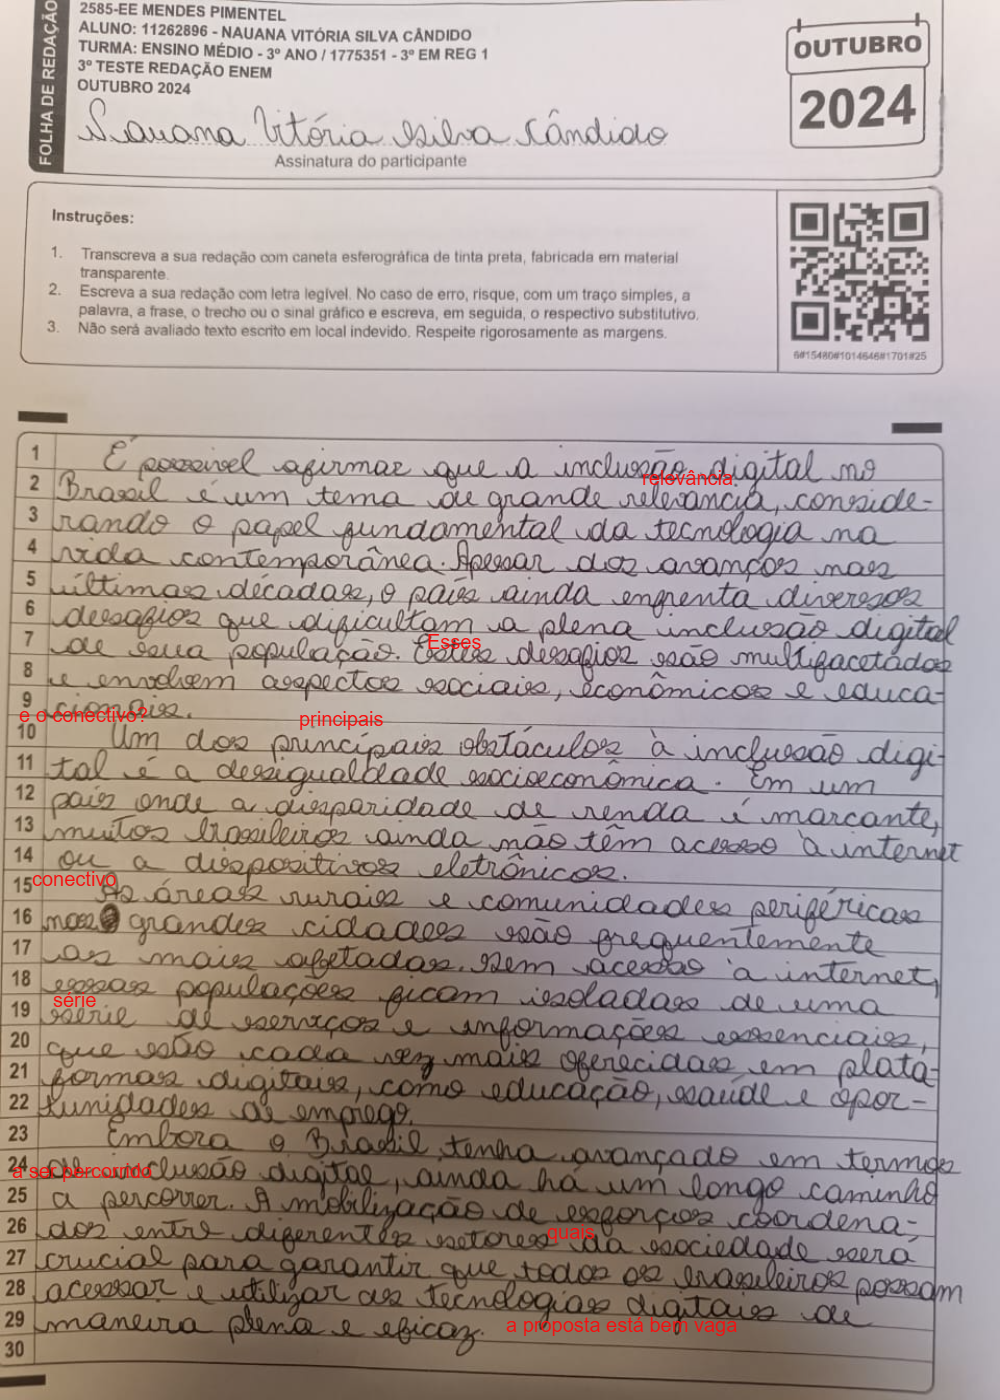 FOLHA DE REDAÇÃO
2585-EE MENDES PIMENTEL
ALUNO: 11262896 - NAUANA VITÓRIA SILVA CÂNDIDO
TURMA: ENSINO MÉDIO - 3º ANO / 1775351 - 3º EM REG 1
3º TESTE REDAÇÃO ENEM
OUTUBRO 2024
Nauana Vitória Silva Cândido
Assinatura do participante
OUTUBRO
2024
Instruções:
1. Transcreva a sua redação com caneta esferográfica de tinta preta, fabricada em material
transparente.
2. Escreva a sua redação com letra legível. No caso de erro, risque, com um traço simples, a
palavra, a frase, o trecho ou o sinal gráfico e escreva, em seguida, o respectivo substitutivo.
3. Não será avaliado texto escrito em local indevido. Respeite rigorosamente as margens.
6#15480#1014646#1701#25
1 É possivel afirmar que a inclusão digital no
relevância.
2 Brasil é um tema de grande relevancia, conside-
3 rando o papel fundamental da tecnologia na
4 vida contemporânea. Apesar dos avanços nas
5 últimas décadas, o país ainda enfrenta diversos
6 desafios que dificultam a plena inclusão digital
Esses
7 de sua população. Estes desafios são multifacetados
8 e envolvem aspectos sociais, econômicos e educa-
9 cionais.
e o conectivo? principais
10 Um dos princípais obstáculos à inclusão digi-
11 tal é a desigualdade socioeconômica. Em um
12 país onde a disparidade de renda é marcante,
13 muitos brasileiros ainda não têm acesso à internet
14 ou a dispositivos eletrônicos.
conectivo
15 As áreas rurais e comunidades periféricas
16 nas grandes cidades são frequentemente
17 as mais afetadas. Sem acesso à internet,
18 essas populações ficam isoladas de uma
série
19 série de serviços e informações essenciais,
20 que estão cada vez mais oferecidas em plata-
21 formas digitais, como educação, saúde e opor-
22 tunidades de emprego.
23 Embora o Brasil tenha avançado em termos
a ser percorrido
24 de inclusão digital, ainda há um longo caminho
25 a percorrer. A mobilização de esforços coordena-
26 dos entre diferentes setores da sociedade será
quais
27 crucial para garantir que todos os brasileiros possam
28 acessar e utilizar as tecnologias digitais de
29 maneira plena e eficaz. a proposta está bem vaga
30